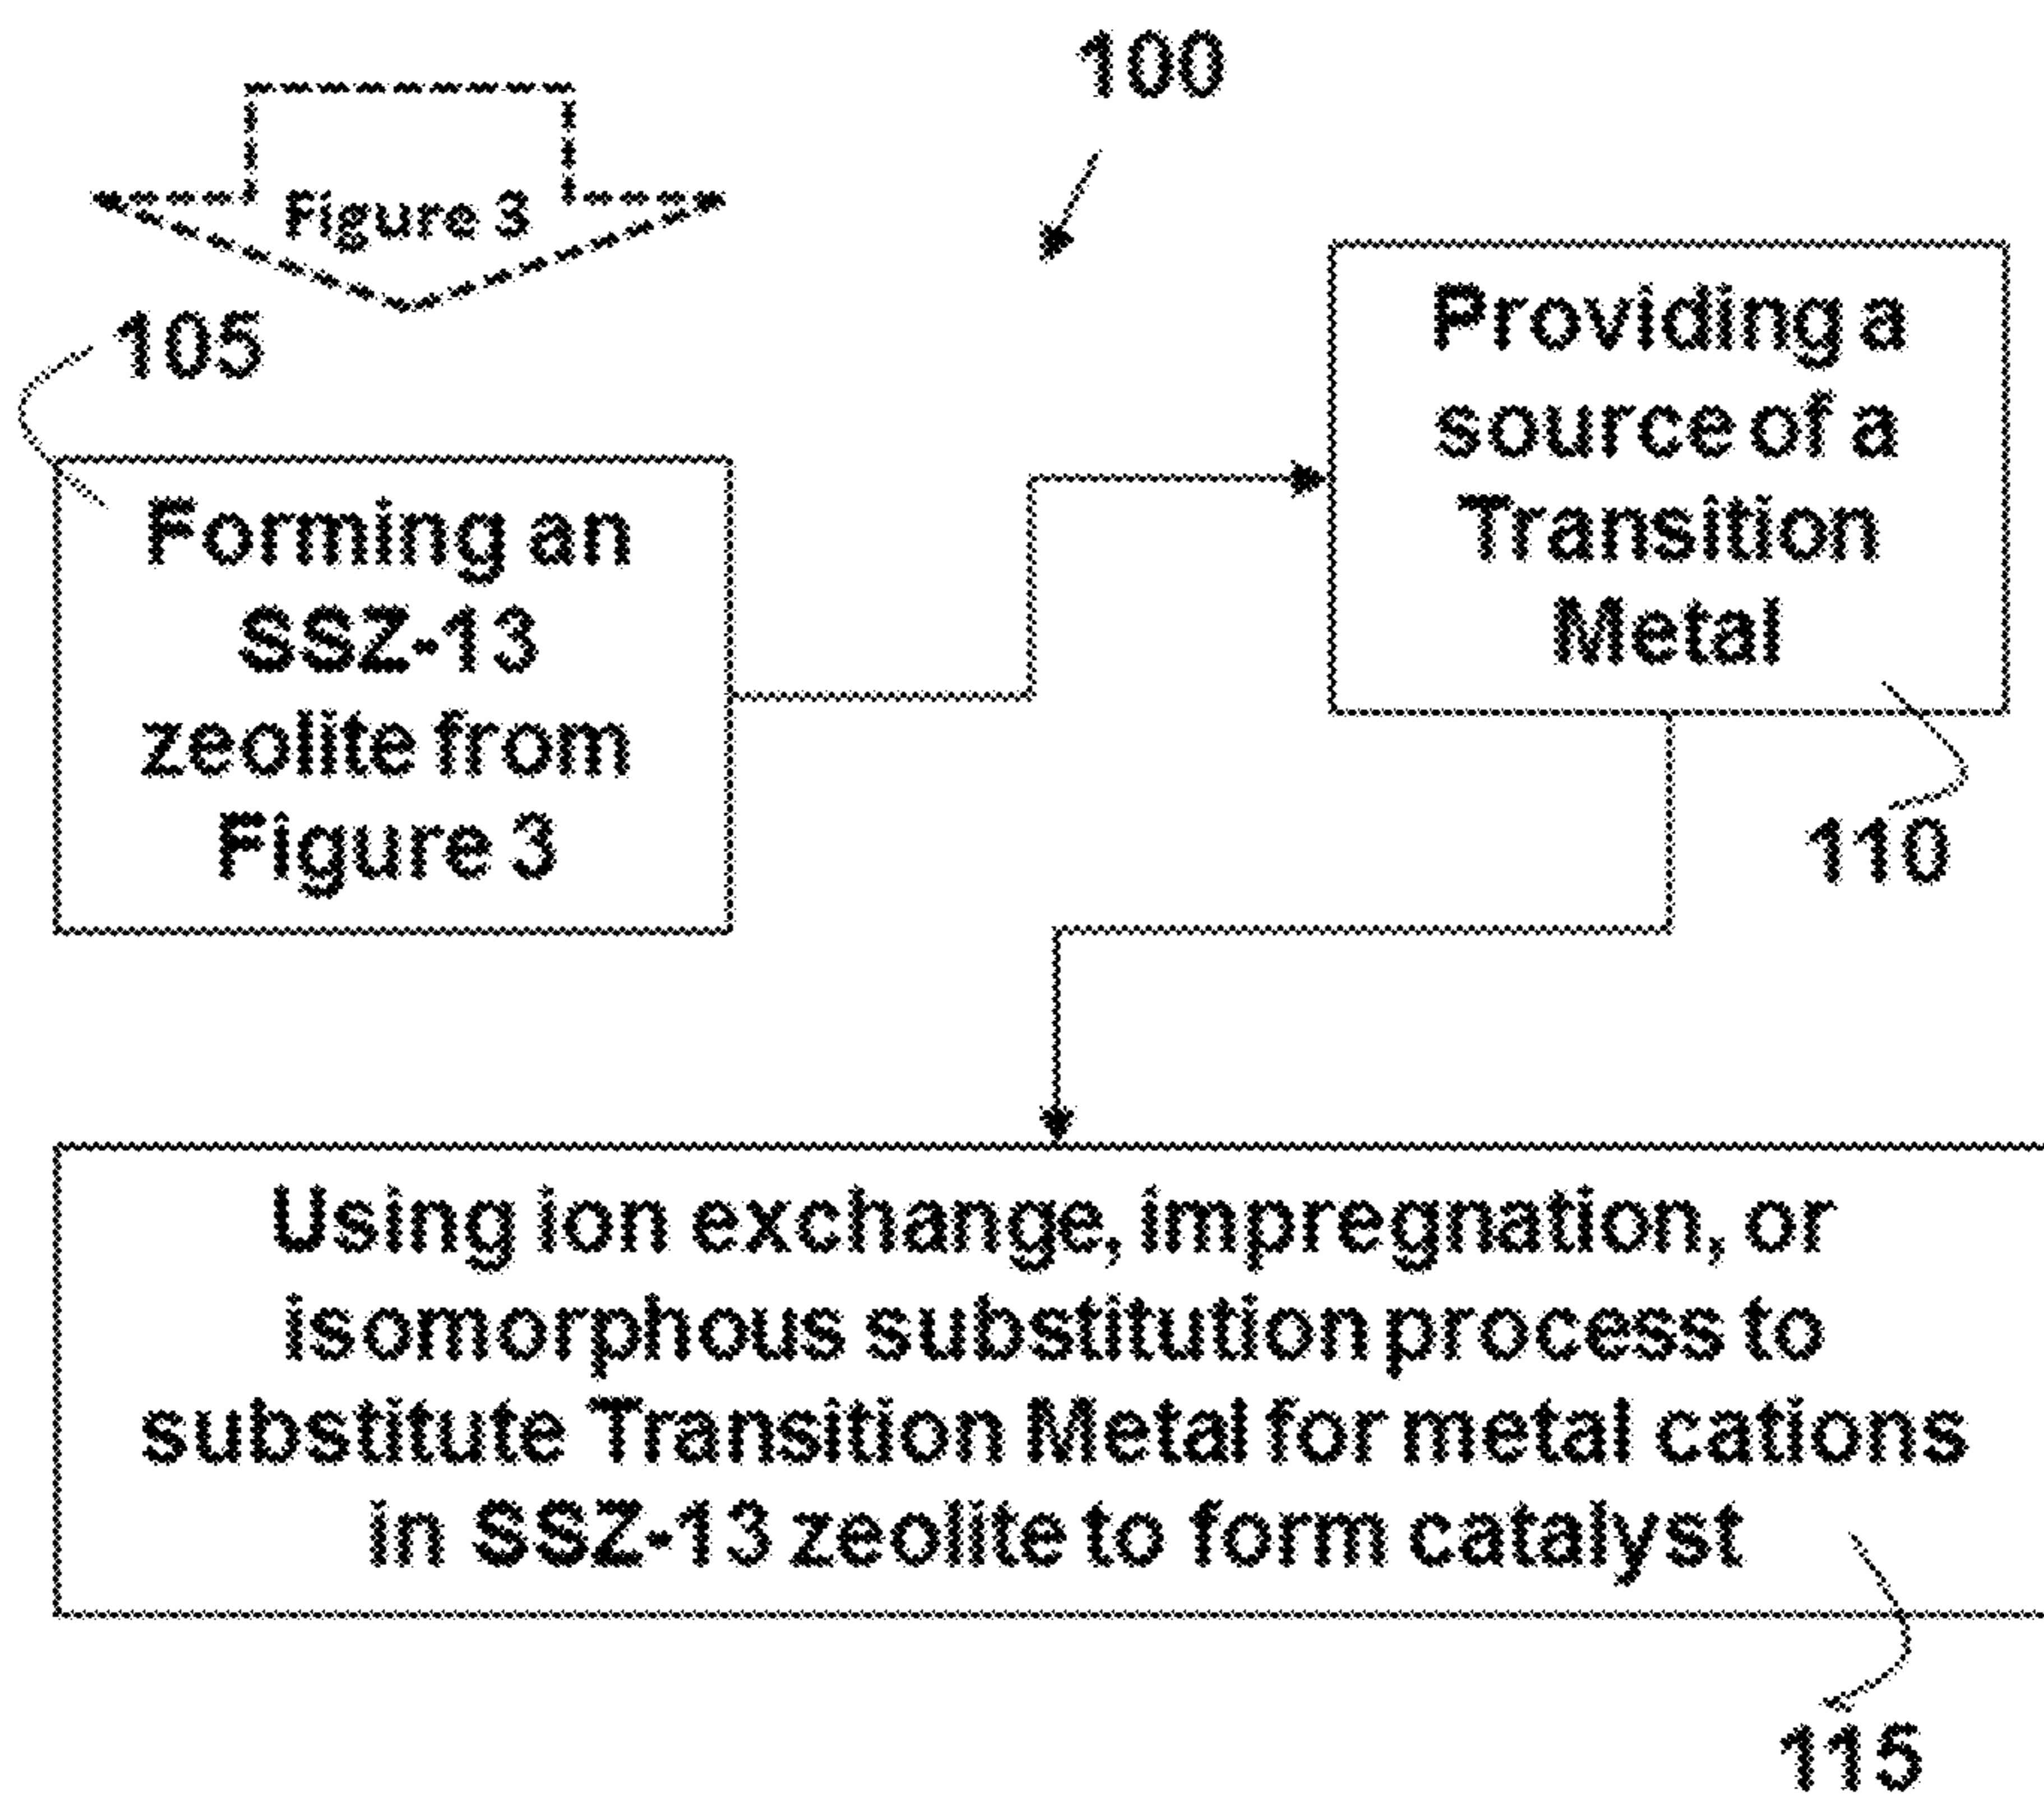 100
Figure 3
105
Forming an
SSZ-13
zeolite from
Figure 3
Providing a
source of a
Transition
Metal
110
Using ion exchange, impregnation, or
isomorphous substitution process to
substitute Transition Metal for metal cations
in SSZ-13 zeolite to form catalyst
115